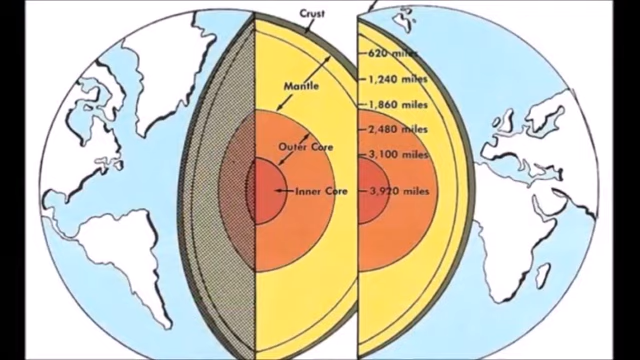 Crust
Mantle
Outer Core
Inner Core
620 miles
1,240 miles
1,860 miles
2,480 miles
3,100 miles
3,920 miles